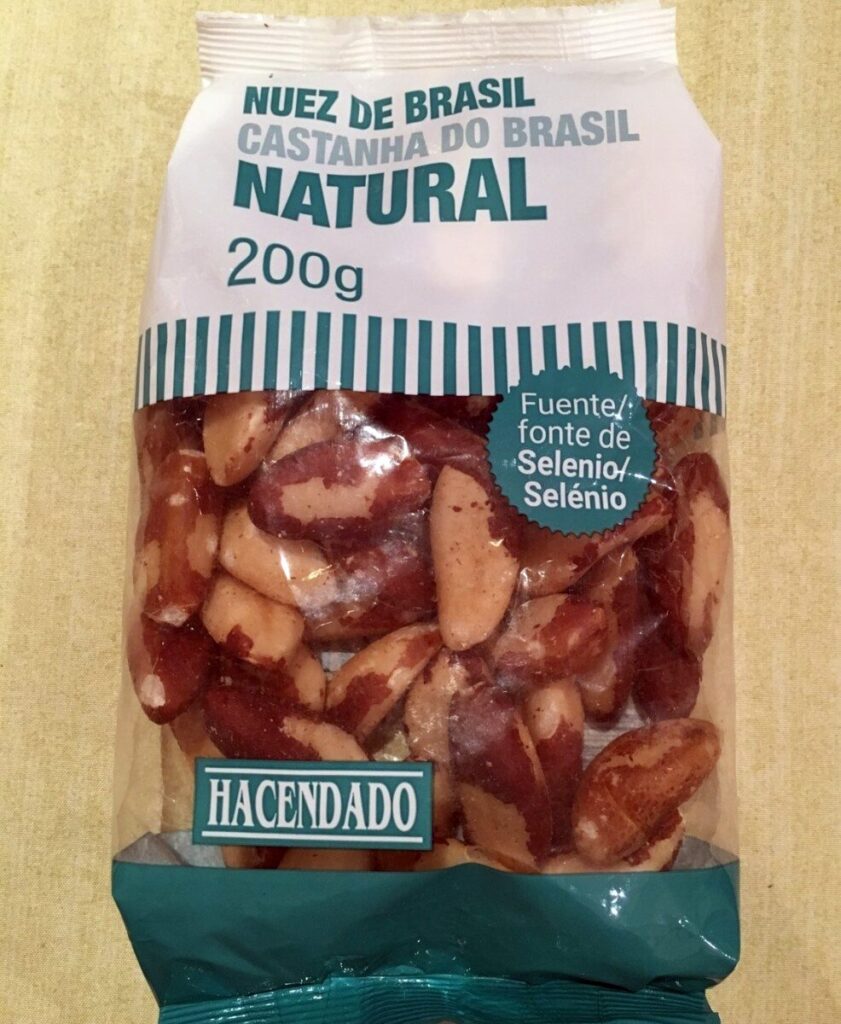 NUEZ DE BRASIL
CASTANHA DO BRASIL
NATURAL
200g
Fuente/
fonte de
Selenio/
Selénio
HACENDADO